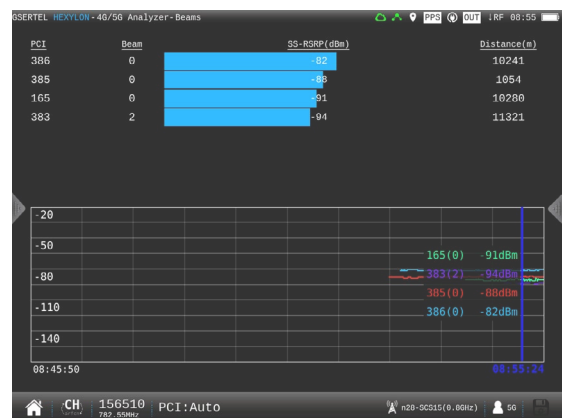 GSERTEL HEXYLON-4G/5G Analyzer-Beams PPS OUT ↓RF 08:55
PCI Beam SS-RSRP(dBm) Distance(m)
386 0 -82 10241
385 0 -88 1054
165 0 -91 10280
383 2 -94 11321
-20
-50
165(0) -91dBm
-80 383(2) -94dBm
385(0) -88dBm
-110 386(0) -82dBm
-140
08:45:50 08:55:24
CH 156510 PCI:Auto n28-SCS15(0.8GHz) 5G
782.55MHz